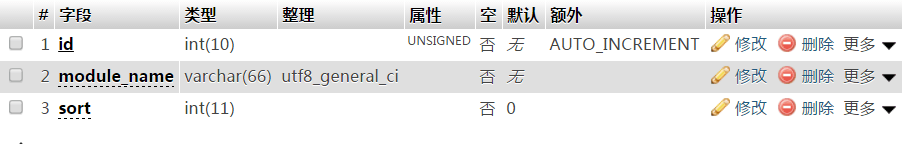 # 字段 类型 整理 属性 空 默认 额外 操作
1 id int(10) UNSIGNED 否 无 AUTO_INCREMENT 修改 删除 更多
2 module_name varchar(66) utf8_general_ci 否 无 修改 删除 更多
3 sort int(11) 否 0 修改 删除 更多